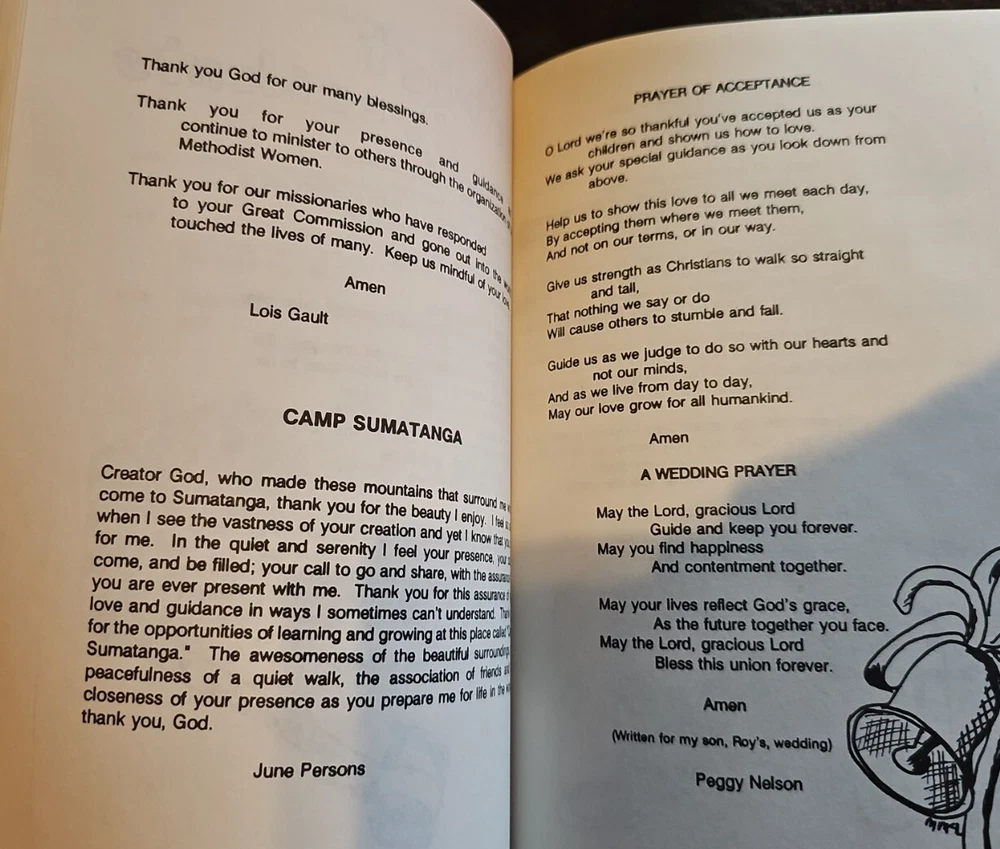 Thank you God for our many blessings.
Thank you for your presence and guidance
continue to minister to others through the organization
Methodist Women.
Thank you for our missionaries who have responded
to your Great Commission and gone out into the
touched the lives of many. Keep us mindful of your
Amen
Lois Gault
CAMP SUMATANGA
Creator God, who made these mountains that surround me
come to Sumatanga, thank you for the beauty I enjoy. I feel
when I see the vastness of your creation and yet I know that
for me. In the quiet and serenity I feel your presence,
come, and be filled; your call to go and share, with the
you are ever present with me. Thank you for this assurance
love and guidance in ways I sometimes can't understand.
for the opportunities of learning and growing at this place called
Sumatanga." The awesomeness of the beautiful
peacefulness of a quiet walk, the association of friends
closeness of your presence as you prepare me for life in the
thank you, God.
June Persons
PRAYER OF ACCEPTANCE
O Lord we're so thankful you've accepted us as your
children and shown us how to love.
We ask your special guidance as you look down from
above.
Help us to show this love to all we meet each day,
By accepting them where we meet them,
And not on our terms, or in our way.
Give us strength as Christians to walk so straight
and tall,
That nothing we say or do
Will cause others to stumble and fall.
Guide us as we judge to do so with our hearts and
not our minds,
And as we live from day to day,
May our love grow for all humankind.
Amen
A WEDDING PRAYER
May the Lord, gracious Lord
Guide and keep you forever.
May you find happiness
And contentment together.
May your lives reflect God's grace,
As the future together you face.
May the Lord, gracious Lord
Bless this union forever.
Amen
(Written for my son, Roy's, wedding)
Peggy Nelson